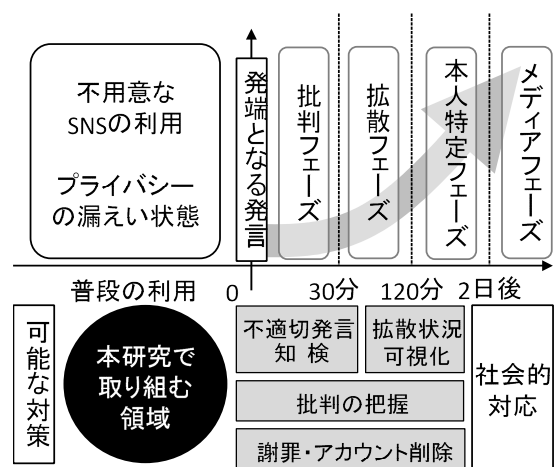 不用意な
SNSの利用
プライバシー
の漏えい状態
発端となる発言
批判フェーズ
拡散フェーズ
本人特定フェーズ
メディアフェーズ
普段の利用
0
30分
120分
2日後
可能な対策
本研究で
取り組む
領域
不適切発言
知 検
拡散状況
可視化
批判の把握
謝罪・アカウント削除
社会的
対応